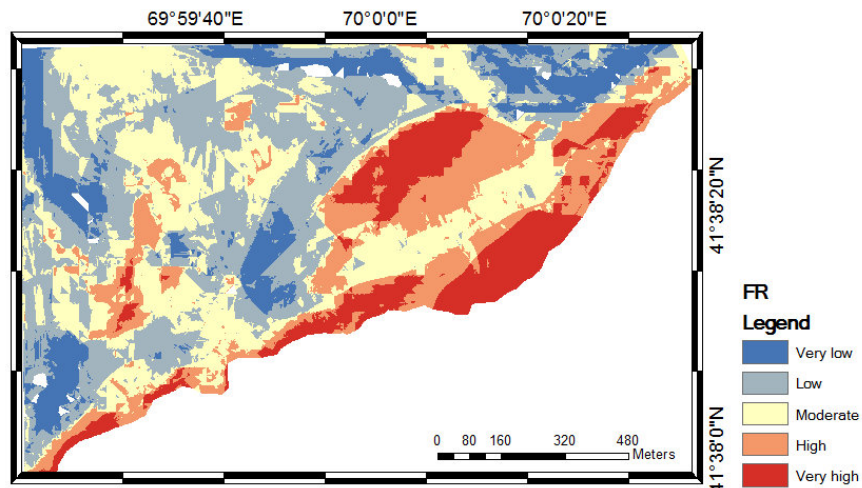 69°59'40"E 70°0'0"E 70°0'20"E
41°38'20"N
41°38'0"N
FR
Legend
Very low
Low
Moderate
High
Very high
0 80 160 320 480
Meters